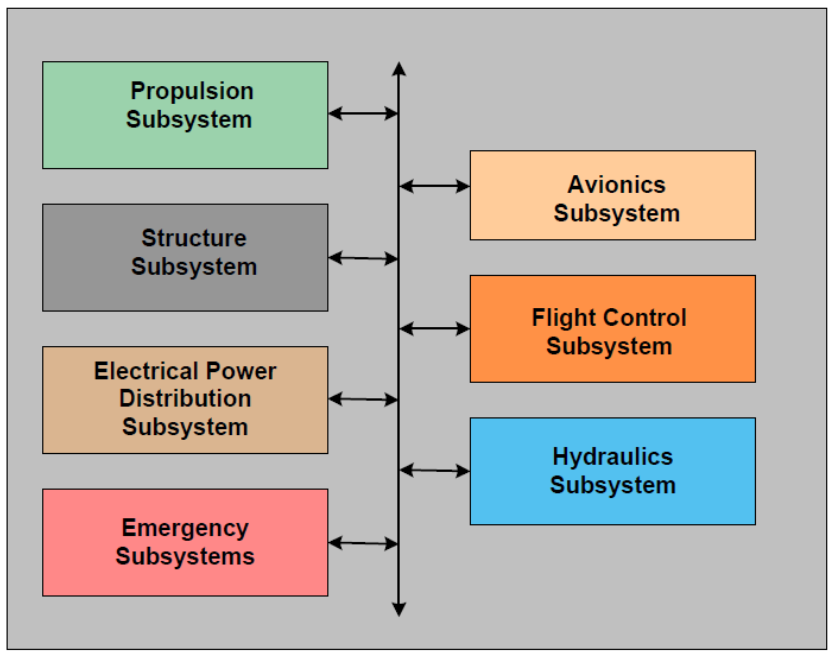 Propulsion
Subsystem
Structure
Subsystem
Electrical Power
Distribution
Subsystem
Emergency
Subsystems
Avionics
Subsystem
Flight Control
Subsystem
Hydraulics
Subsystem